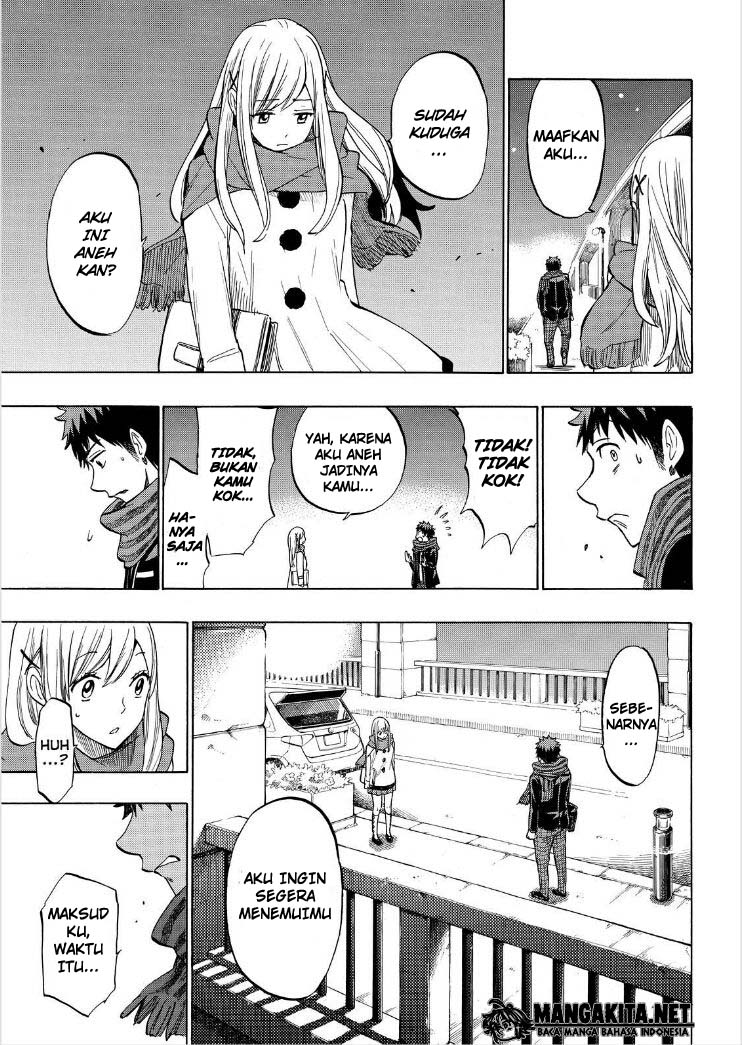 MAAFKAN
AKU...
SUDAH
KUDUGA
...
AKU
INI
ANEH
KAN?
TIDAK!
TIDAK
KOK!
YAH, KARENA
AKU ANEH
JADINYA
KAMU...
TIDAK,
BUKAN
KAMU
KOK...
HA-
NYA
SAJA
...
SEBE-
NARNYA
...
AKU INGIN
SEGERA
MENEMUIMU
HUH
...?
MAKSUD
KU,
WAKTU
ITU...
MANGAKITA.NET
BACA MANGA BAHASA INDONESIA